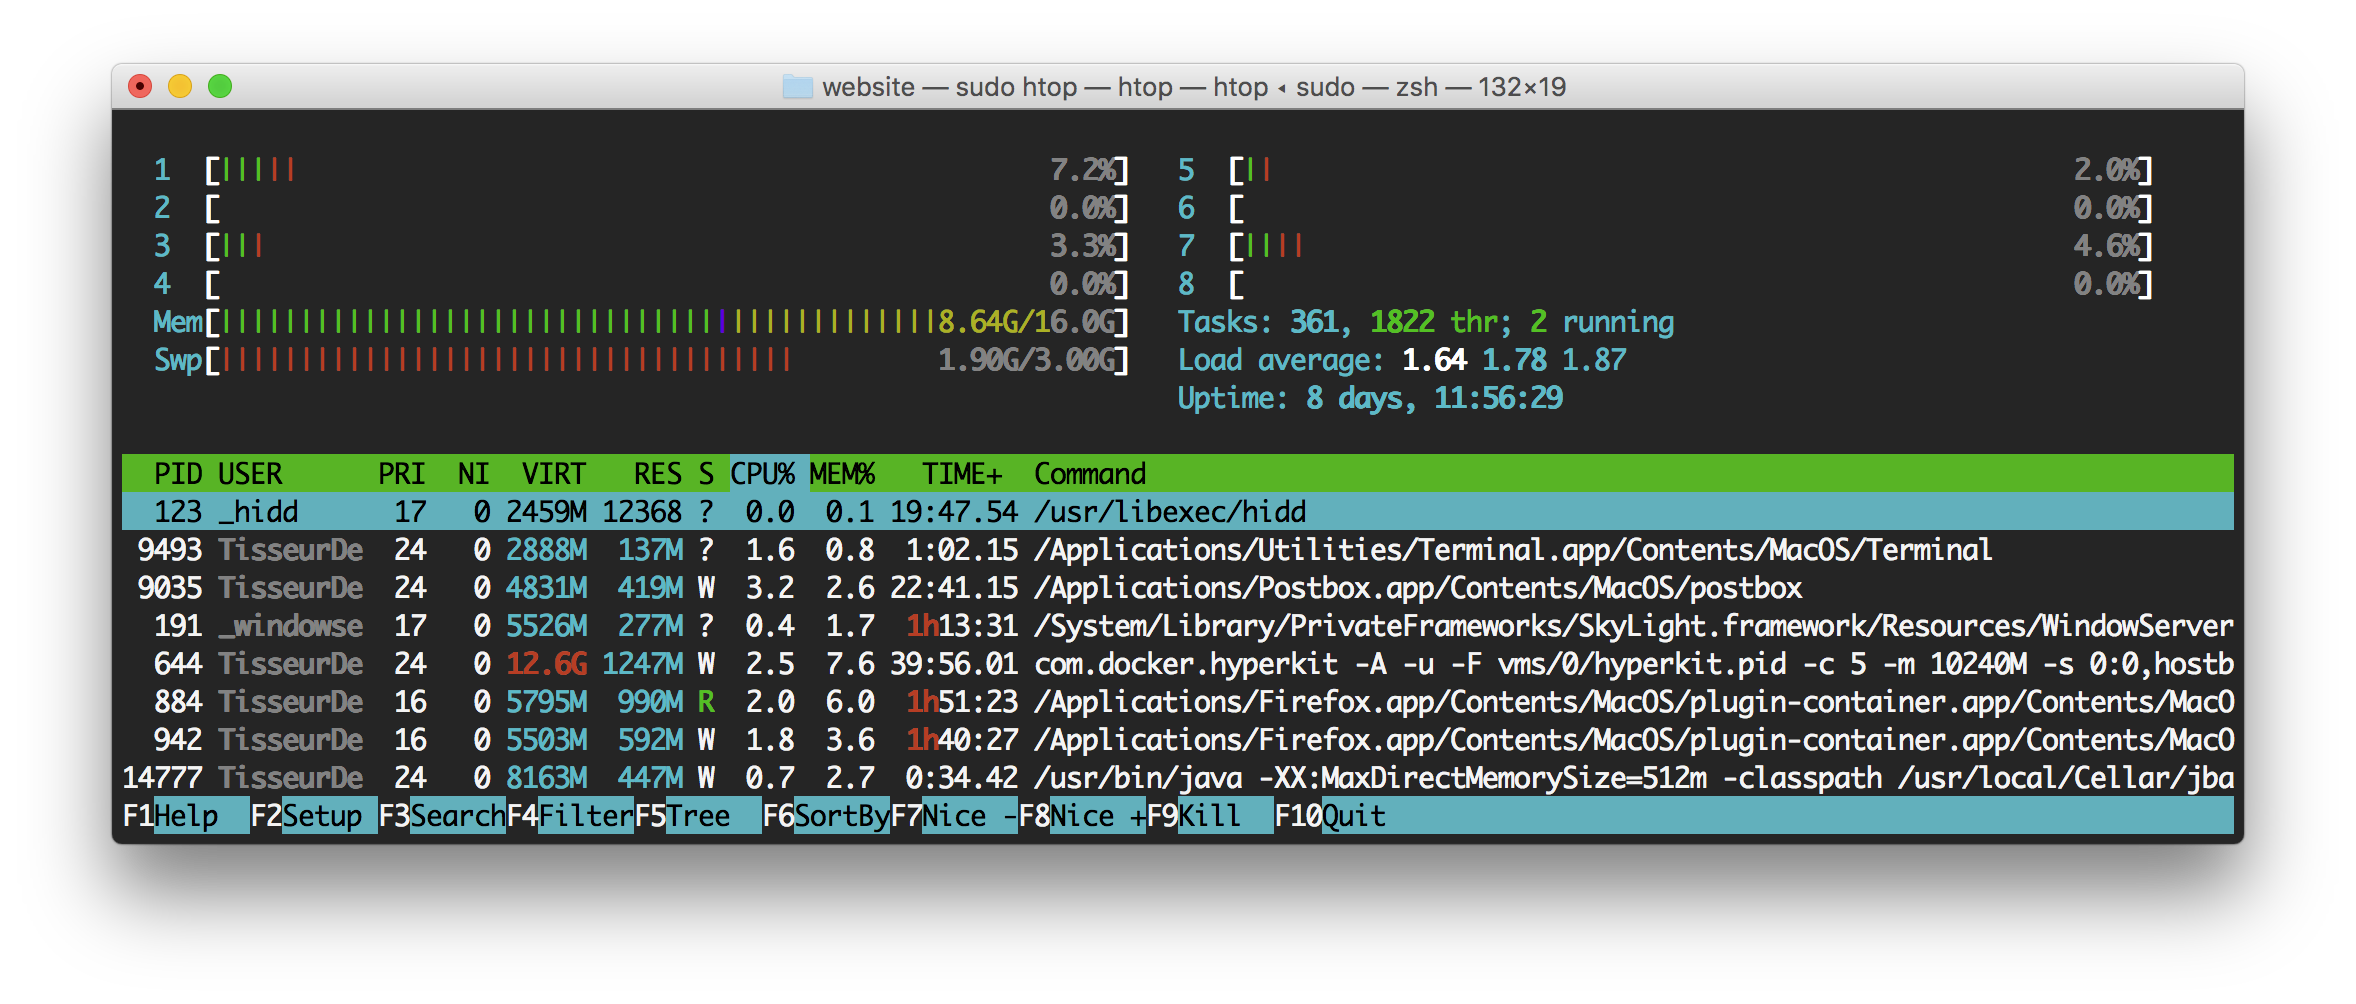 website — sudo htop — htop — htop ◂ sudo — zsh — 132×19
1 [||||| 7.2%] 5 [|| 2.0%]
2 [ 0.0%] 6 [ 0.0%]
3 [||| 3.3%] 7 [|||| 4.6%]
4 [ 0.0%] 8 [ 0.0%]
Mem[|||||||||||||||||||||||||||||||||||||||||||||8.64G/16.0G] Tasks: 361, 1822 thr; 2 running
Swp[|||||||||||||||||||||||||||||||||||| 1.90G/3.00G] Load average: 1.64 1.78 1.87
Uptime: 8 days, 11:56:29
PID USER PRI NI VIRT RES S CPU% MEM% TIME+ Command
123 _hidd 17 0 2459M 12368 ? 0.0 0.1 19:47.54 /usr/libexec/hidd
9493 TisseurDe 24 0 2888M 137M ? 1.6 0.8 1:02.15 /Applications/Utilities/Terminal.app/Contents/MacOS/Terminal
9035 TisseurDe 24 0 4831M 419M W 3.2 2.6 22:41.15 /Applications/Postbox.app/Contents/MacOS/postbox
191 _windowse 17 0 5526M 277M ? 0.4 1.7 1h13:31 /System/Library/PrivateFrameworks/SkyLight.framework/Resources/WindowServer
644 TisseurDe 24 0 12.6G 1247M W 2.5 7.6 39:56.01 com.docker.hyperkit -A -u -F vms/0/hyperkit.pid -c 5 -m 10240M -s 0:0,hostb
884 TisseurDe 16 0 5795M 990M R 2.0 6.0 1h51:23 /Applications/Firefox.app/Contents/MacOS/plugin-container.app/Contents/MacO
942 TisseurDe 16 0 5503M 592M W 1.8 3.6 1h40:27 /Applications/Firefox.app/Contents/MacOS/plugin-container.app/Contents/MacO
14777 TisseurDe 24 0 8163M 447M W 0.7 2.7 0:34.42 /usr/bin/java -XX:MaxDirectMemorySize=512m -classpath /usr/local/Cellar/jba
F1Help F2Setup F3SearchF4FilterF5Tree F6SortByF7Nice -F8Nice +F9Kill F10Quit